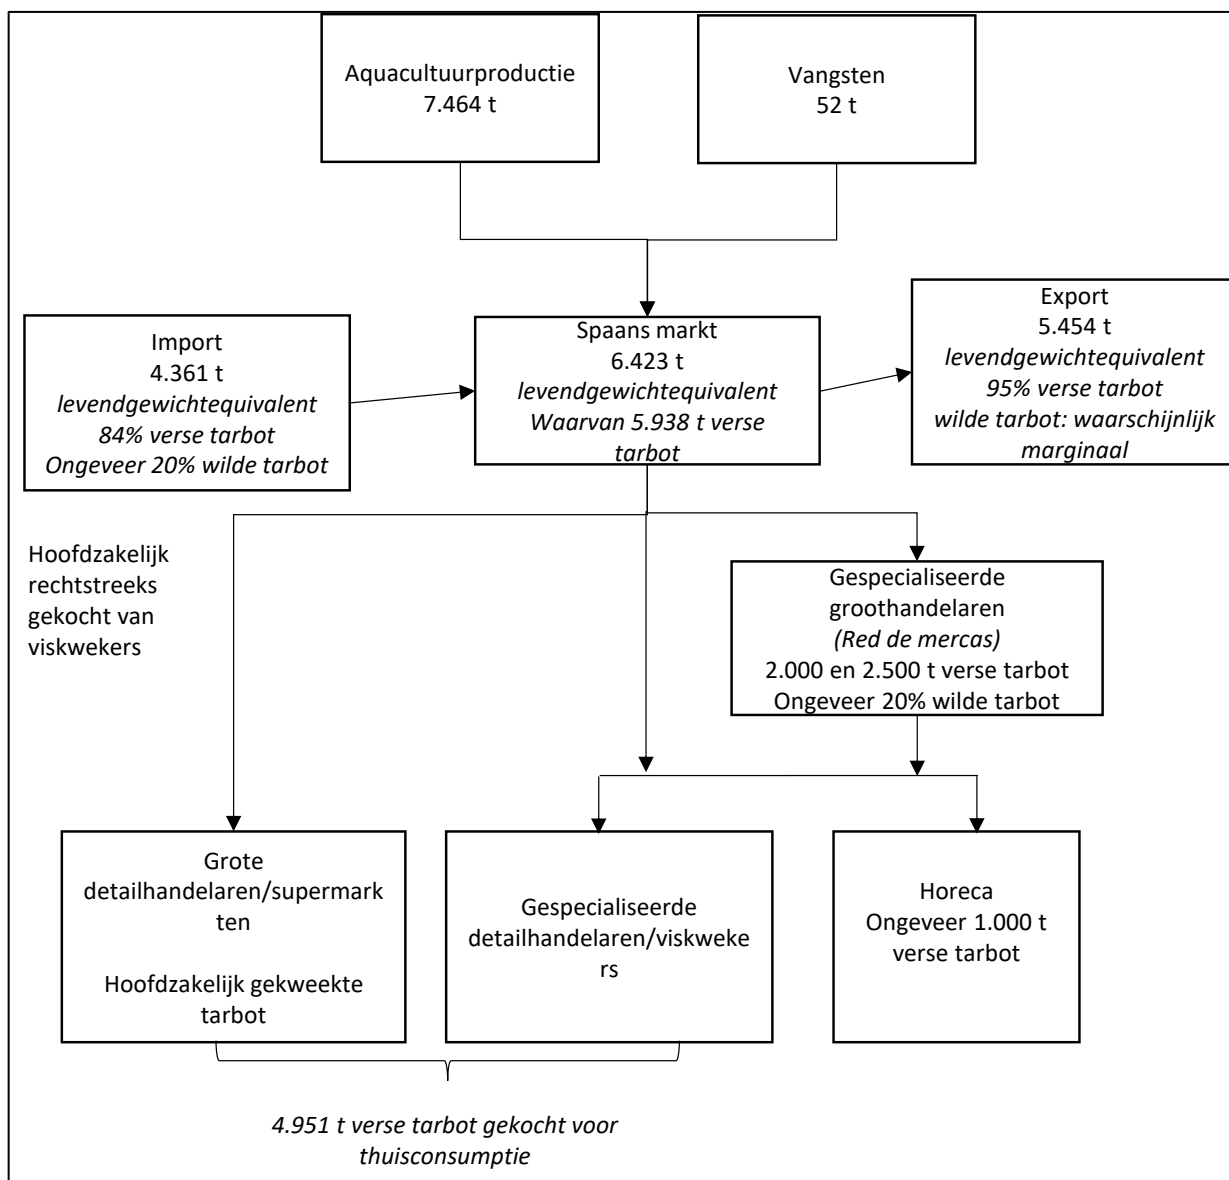 Aquacultuurproductie
7.464 t
Vangsten
52 t
Import
4.361 t
levendgewichtequivalent
84% verse tarbot
Ongeveer 20% wilde tarbot
Spaans markt
6.423 t
levendgewichtequivalent
Waarvan 5.938 t verse
tarbot
Export
5.454 t
levendgewichtequivalent
95% verse tarbot
wilde tarbot: waarschijnlijk
marginaal
Hoofdzakelijk
rechtstreeks
gekocht van
viskwekers
Gespecialiseerde
groothandelaren
(Red de mercas)
2.000 en 2.500 t verse tarbot
Ongeveer 20% wilde tarbot
Grote
detailhandelaren/supermark
ten
Hoofdzakelijk gekweekte
tarbot
Gespecialiseerde
detailhandelaren/viskweke
rs
Horeca
Ongeveer 1.000 t
verse tarbot
4.951 t verse tarbot gekocht voor
thuisconsumptie